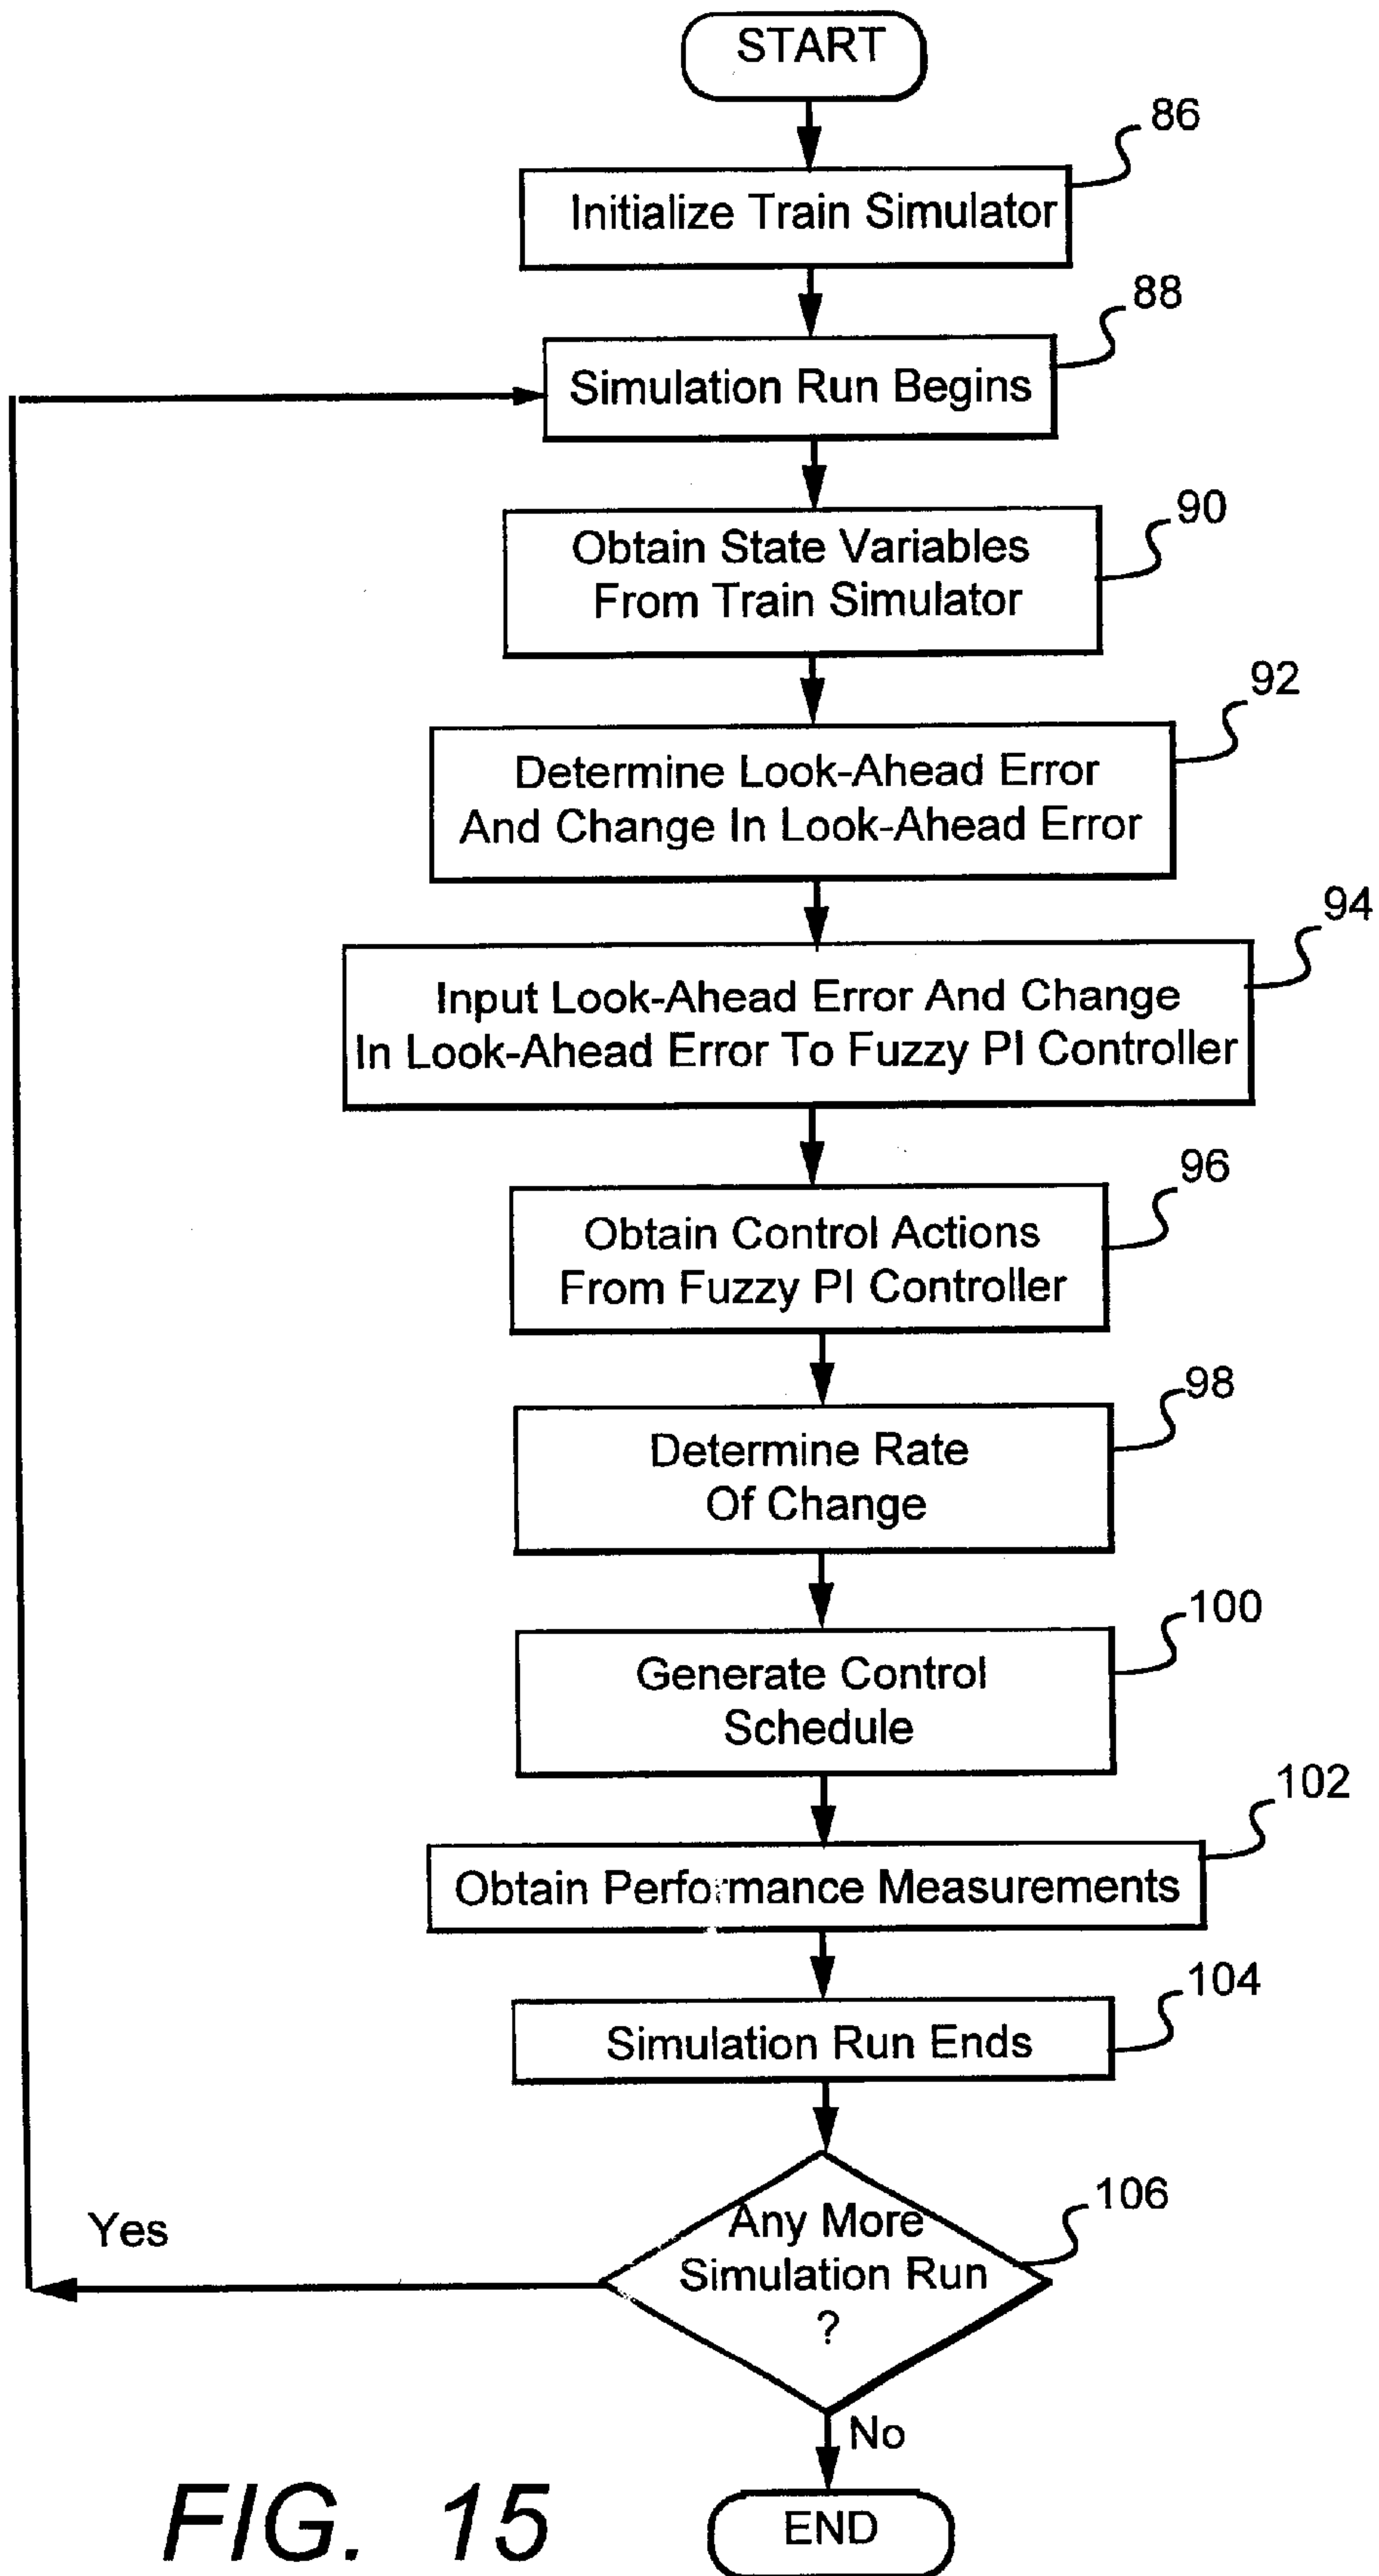 START
86
Initialize Train Simulator
88
Simulation Run Begins
90
Obtain State Variables
From Train Simulator
92
Determine Look-Ahead Error
And Change In Look-Ahead Error
94
Input Look-Ahead Error And Change
In Look-Ahead Error To Fuzzy PI Controller
96
Obtain Control Actions
From Fuzzy PI Controller
98
Determine Rate
Of Change
100
Generate Control
Schedule
102
Obtain Performance Measurements
104
Simulation Run Ends
106
Any More
Simulation Run
?
Yes
No
END
FIG. 15